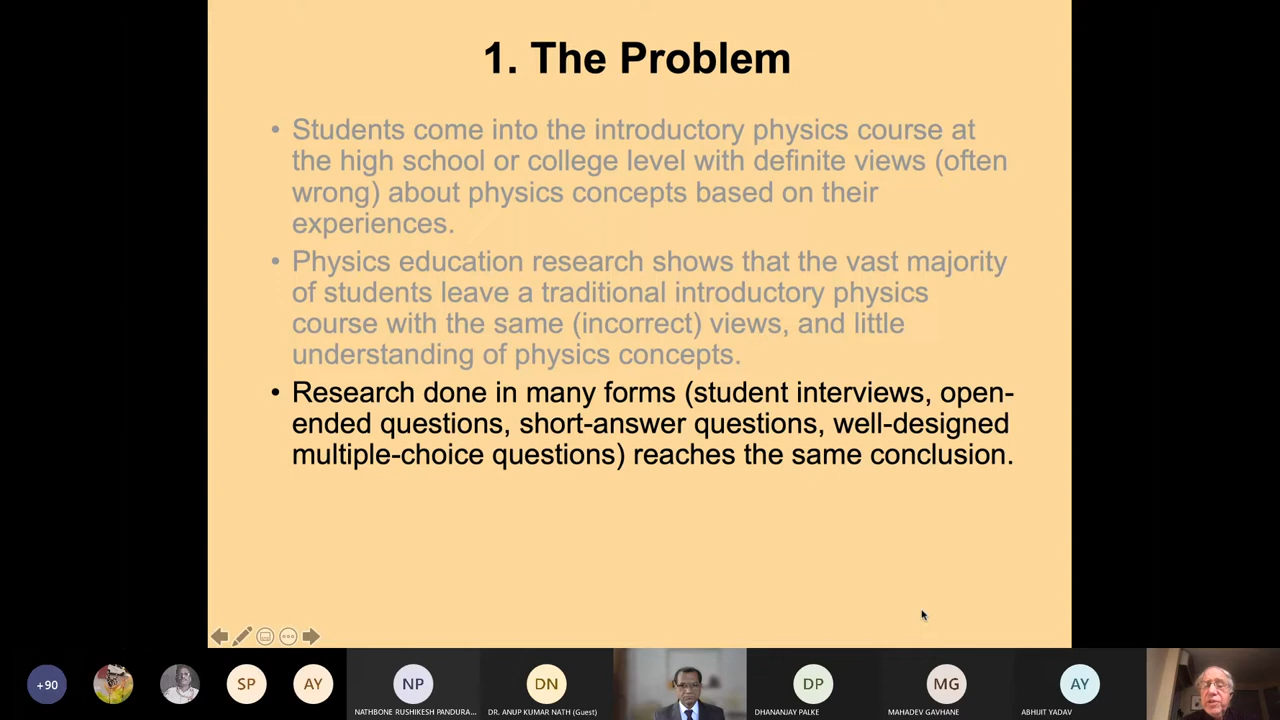 1. The Problem
• Students come into the introductory physics course at
the high school or college level with definite views (often
wrong) about physics concepts based on their
experiences.
• Physics education research shows that the vast majority
of students leave a traditional introductory physics
course with the same (incorrect) views, and little
understanding of physics concepts.
• Research done in many forms (student interviews, open-
ended questions, short-answer questions, well-designed
multiple-choice questions) reaches the same conclusion.
+90 SP AY NP DN DP MG AY
NATHBONE RUSHIKESH PANDURA... DR. ANUP KUMAR NATH (Guest) DHANANJAY PALKE MAHADEV GAVHANE ABHIJIT YADAV